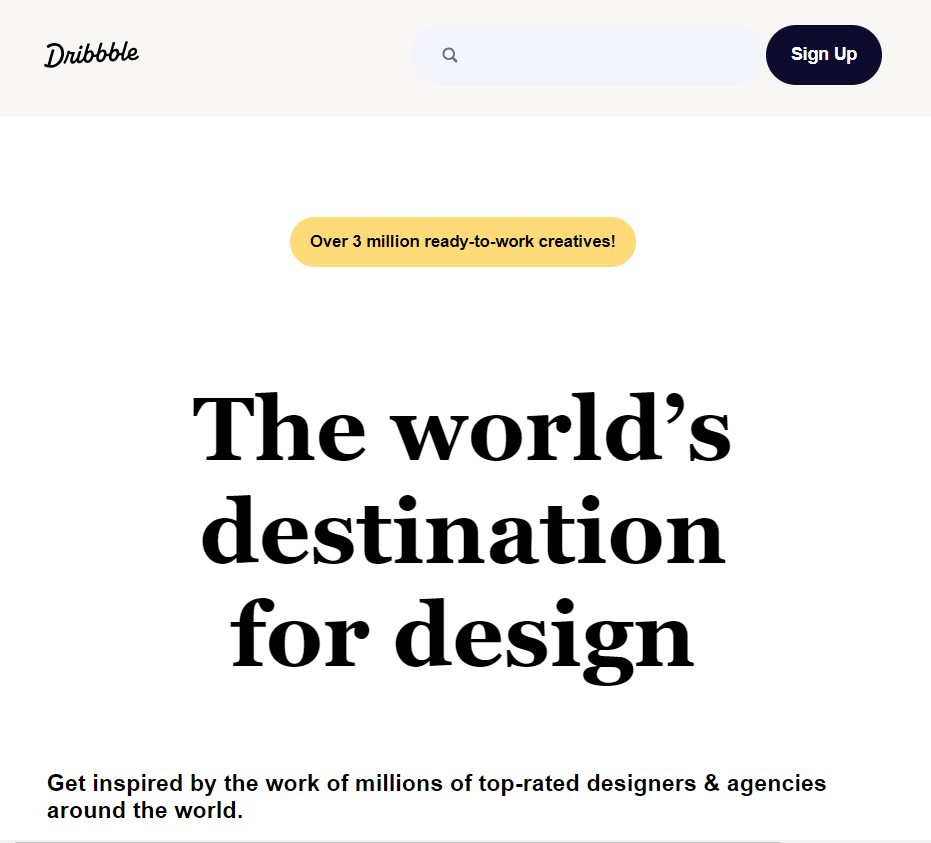 Dribbble
Sign Up
Over 3 million ready-to-work creatives!
The world’s
destination
for design
Get inspired by the work of millions of top-rated designers & agencies
around the world.